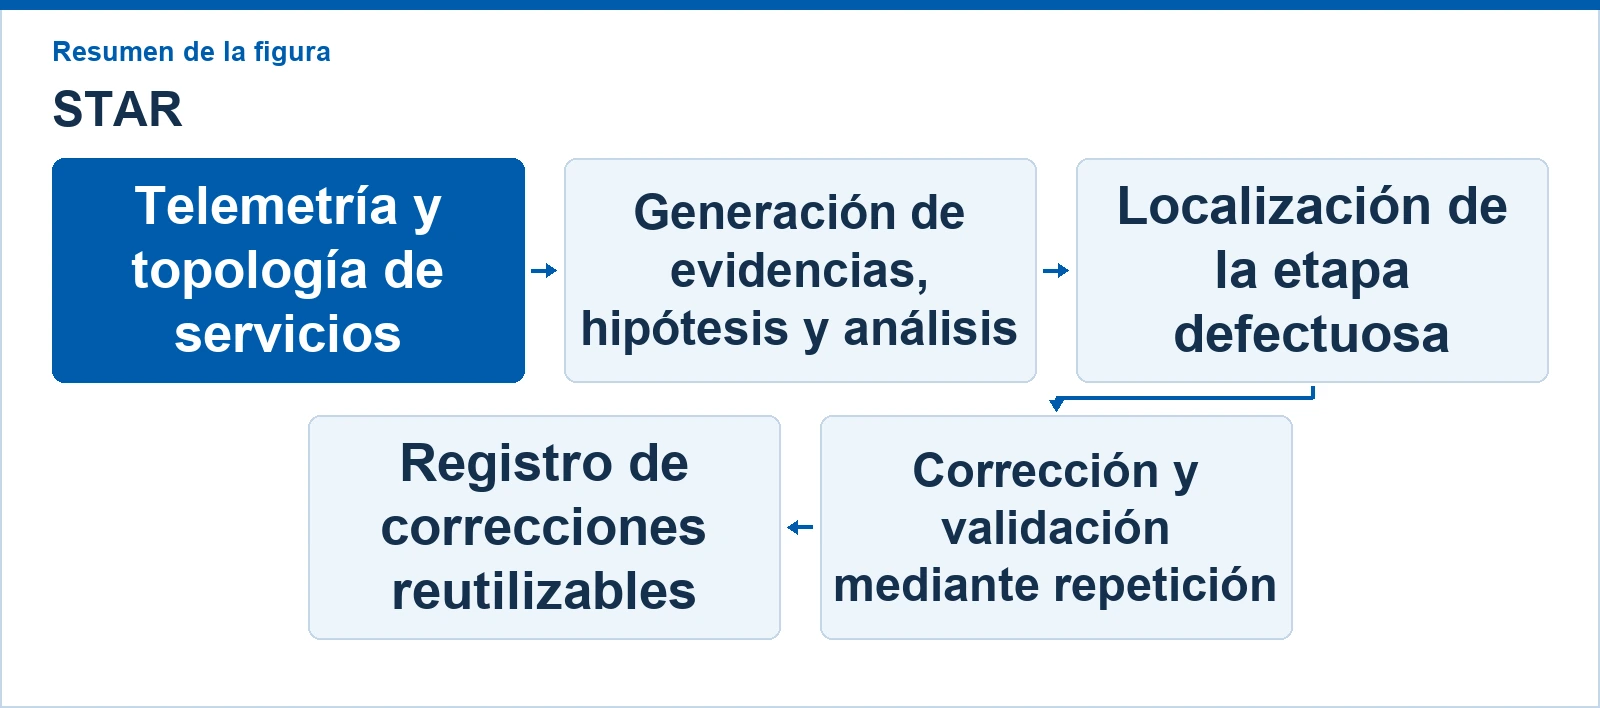 Resumen de la figura
STAR
Telemetría y
topología de
servicios
Generación de
evidencias,
hipótesis y análisis
Localización de
la etapa
defectuosa
Corrección y
validación
mediante repetición
Registro de
correcciones
reutilizables